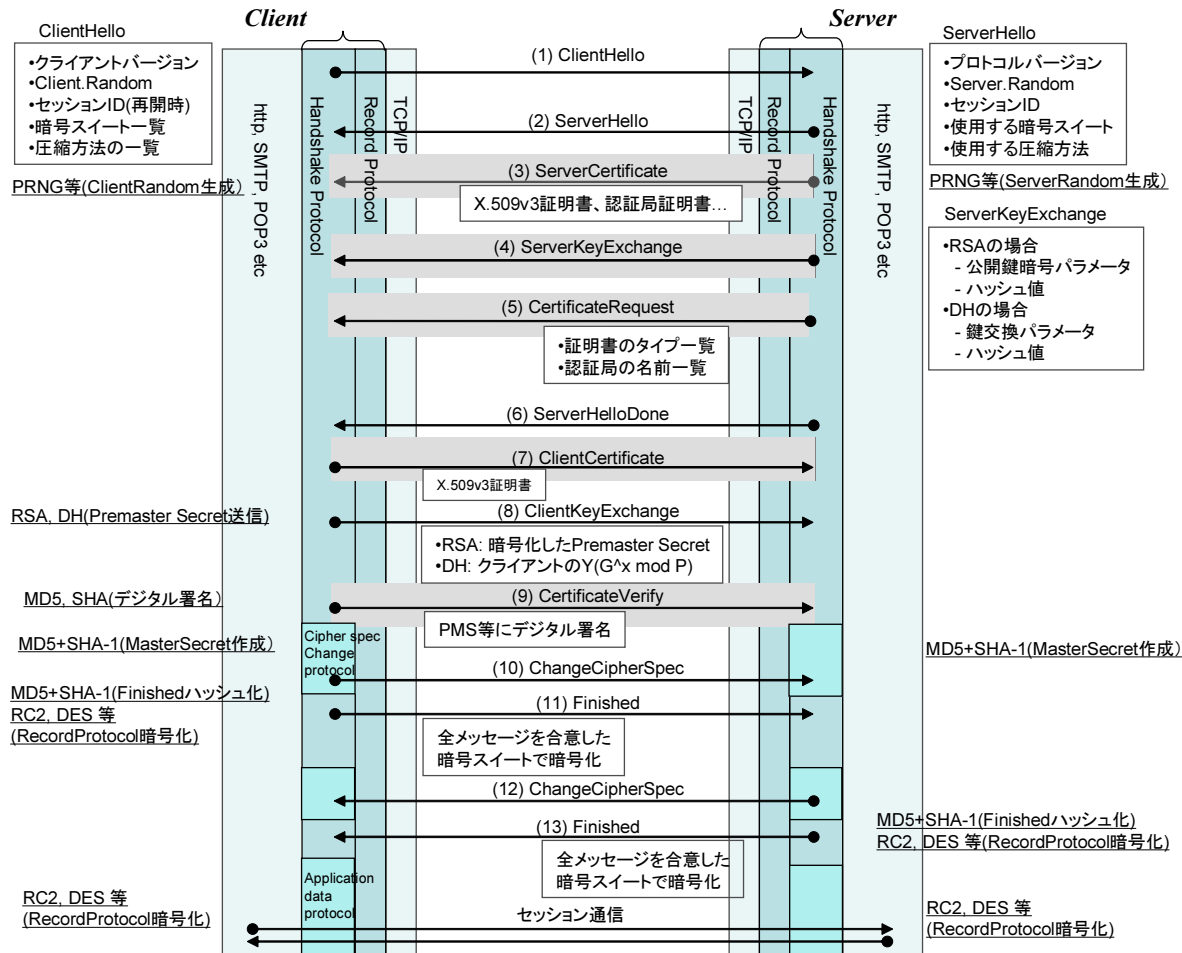 Client
Server
ClientHello
•クライアントバージョン
•Client.Random
•セッションID(再開時)
•暗号スイート一覧
•圧縮方法の一覧
PRNG等(ClientRandom生成)
ServerHello
•プロトコルバージョン
•Server.Random
•セッションID
•使用する暗号スイート
•使用する圧縮方法
PRNG等(ServerRandom生成)
http, SMTP, POP3 etc
Handshake Protocol
Record Protocol
TCP/IP
TCP/IP
Record Protocol
Handshake Protocol
http, SMTP, POP3 etc
(1) ClientHello
(2) ServerHello
(3) ServerCertificate
X.509v3証明書、認証局証明書…
(4) ServerKeyExchange
ServerKeyExchange
•RSAの場合
- 公開鍵暗号パラメータ
- ハッシュ値
•DHの場合
- 鍵交換パラメータ
- ハッシュ値
(5) CertificateRequest
•証明書のタイプ一覧
•認証局の名前一覧
(6) ServerHelloDone
(7) ClientCertificate
X.509v3証明書
RSA, DH(Premaster Secret送信)
(8) ClientKeyExchange
•RSA: 暗号化したPremaster Secret
•DH: クライアントのY(G^x mod P)
MD5, SHA(デジタル署名)
(9) CertificateVerify
PMS等にデジタル署名
MD5+SHA-1(MasterSecret作成)
Cipher spec
Change
protocol
MD5+SHA-1(MasterSecret作成)
(10) ChangeCipherSpec
MD5+SHA-1(Finishedハッシュ化)
RC2, DES 等
(RecordProtocol暗号化)
(11) Finished
全メッセージを合意した
暗号スイートで暗号化
(12) ChangeCipherSpec
(13) Finished
MD5+SHA-1(Finishedハッシュ化)
RC2, DES 等(RecordProtocol暗号化)
全メッセージを合意した
暗号スイートで暗号化
Application
data
protocol
RC2, DES 等
(RecordProtocol暗号化)
セッション通信
RC2, DES 等
(RecordProtocol暗号化)